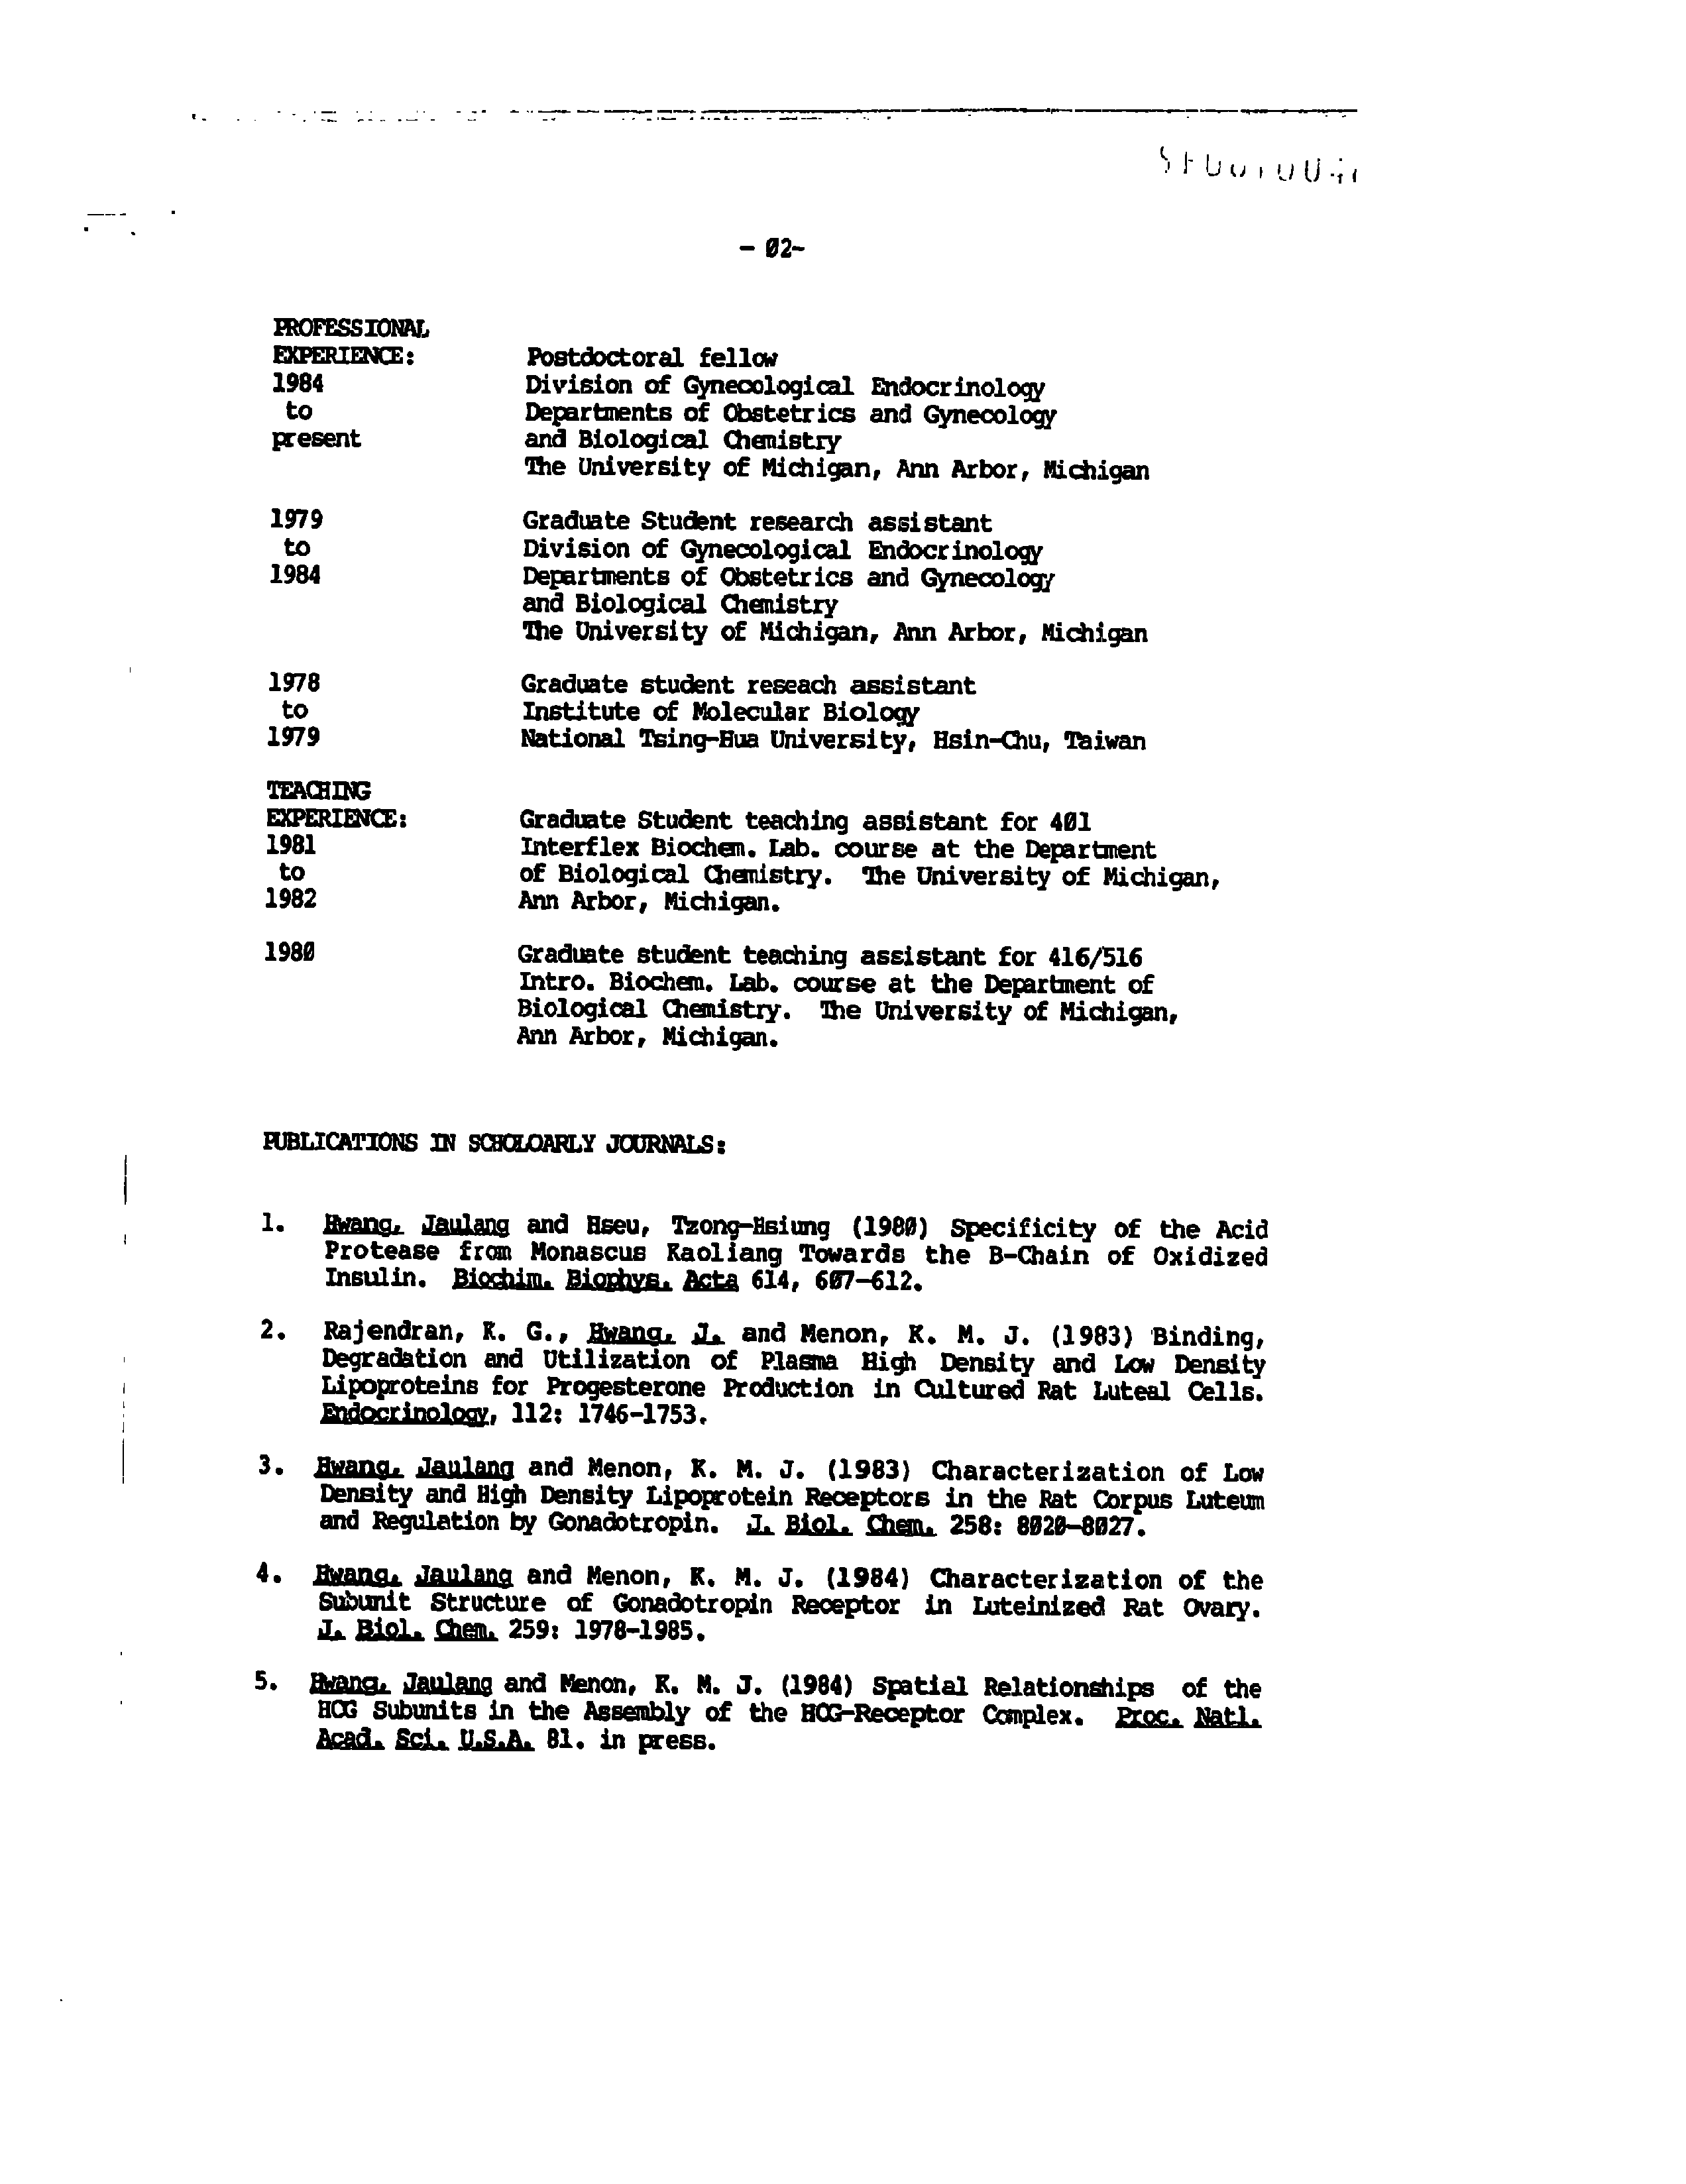 - 02-
PROFESSIONAL
EXPERIENCE: Postdoctoral fellow
1984 Division of Gynecological Endocrinology
to Departments of Obstetrics and Gynecology
present and Biological Chemistry
The University of Michigan, Ann Arbor, Michigan
1979 Graduate Student research assistant
to Division of Gynecological Endocrinology
1984 Departments of Obstetrics and Gynecology
and Biological Chemistry
The University of Michigan, Ann Arbor, Michigan
1978 Graduate student reseach assistant
to Institute of Molecular Biology
1979 National Tsing-Hua University, Hsin-Chu, Taiwan
TEACHING
EXPERIENCE: Graduate Student teaching assistant for 401
1981 Interflex Biochem. Lab. course at the Department
to of Biological Chemistry. The University of Michigan,
1982 Ann Arbor, Michigan.
1980 Graduate student teaching assistant for 416/516
Intro. Biochem. Lab. course at the Department of
Biological Chemistry. The University of Michigan,
Ann Arbor, Michigan.
PUBLICATIONS IN SCHOLOARLY JOURNALS:
1. Hwang, Jaulang and Hseu, Tzong-Hsiung (1980) Specificity of the Acid
Protease from Monascus Kaoliang Towards the B-Chain of Oxidized
Insulin. Biochim. Biophys. Acta 614, 607-612.
2. Rajendran, K. G., Hwang, J. and Menon, K. M. J. (1983) Binding,
Degradation and Utilization of Plasma High Density and Low Density
Lipoproteins for Progesterone Production in Cultured Rat Luteal Cells.
Endocrinology, 112: 1746-1753.
3. Hwang, Jaulang and Menon, K. M. J. (1983) Characterization of Low
Density and High Density Lipoprotein Receptors in the Rat Corpus Luteum
and Regulation by Gonadotropin. J. Biol. Chem. 258: 8020-8027.
4. Hwang, Jaulang and Menon, K. M. J. (1984) Characterization of the
Subunit Structure of Gonadotropin Receptor in Luteinized Rat Ovary.
J. Biol. Chem. 259: 1978-1985.
5. Hwang, Jaulang and Menon, K. M. J. (1984) Spatial Relationships of the
HCG Subunits in the Assembly of the HCG-Receptor Complex. Proc. Natl.
Acad. Sci. U.S.A. 81. in press.